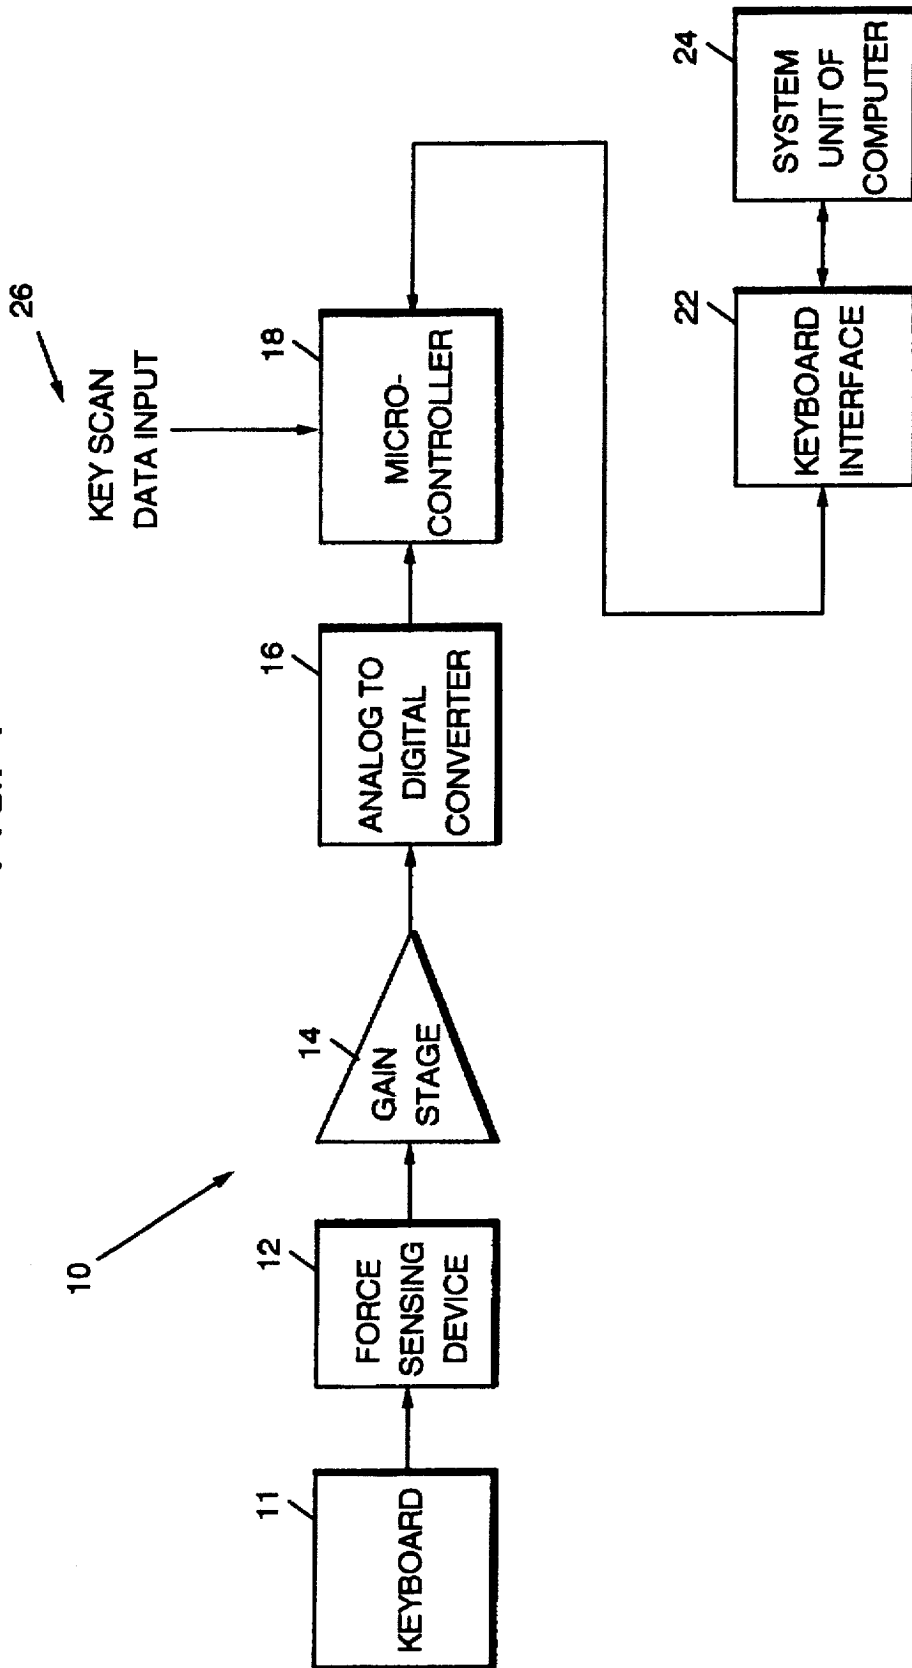 10
11
KEYBOARD
12
FORCE
SENSING
DEVICE
14
GAIN
STAGE
16
ANALOG TO
DIGITAL
CONVERTER
18
MICRO-
CONTROLLER
26
KEY SCAN
DATA INPUT
22
KEYBOARD
INTERFACE
24
SYSTEM
UNIT OF
COMPUTER